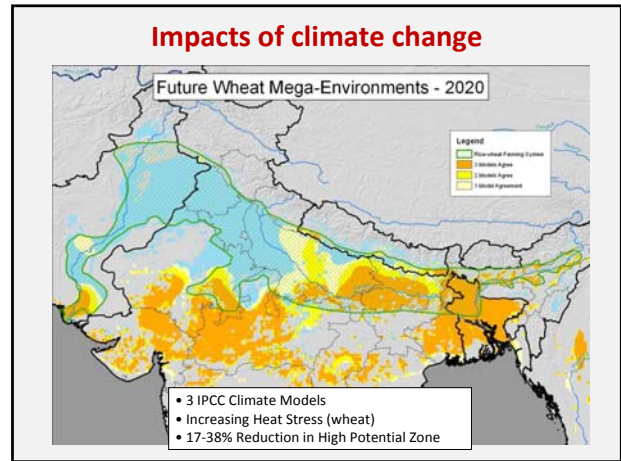 Impacts of climate change
Future Wheat Mega-Environments - 2020
Legend
Rice-wheat Farming System
3 Models Agree
2 Models Agree
1 Model Agreement
• 3 IPCC Climate Models
• Increasing Heat Stress (wheat)
• 17-38% Reduction in High Potential Zone